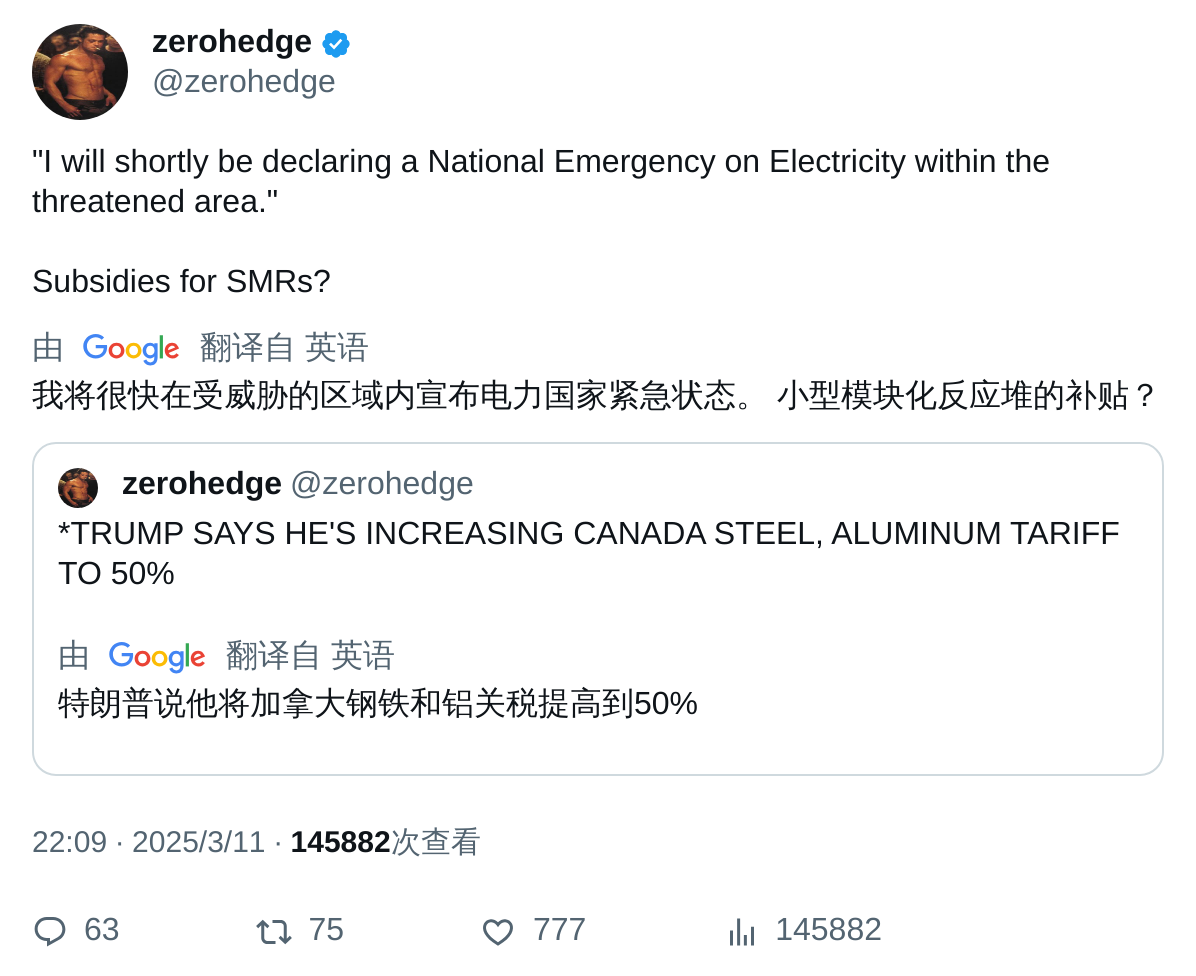 zerohedge
@zerohedge
"I will shortly be declaring a National Emergency on Electricity within the
threatened area."
Subsidies for SMRs?
由 Google 翻译自 英语
我将很快在受威胁的区域内宣布电力国家紧急状态。 小型模块化反应堆的补贴？
zerohedge @zerohedge
*TRUMP SAYS HE'S INCREASING CANADA STEEL, ALUMINUM TARIFF
TO 50%
由 Google 翻译自 英语
特朗普说他将加拿大钢铁和铝关税提高到50%
22:09 · 2025/3/11 · 145882次查看
63 75 777 145882